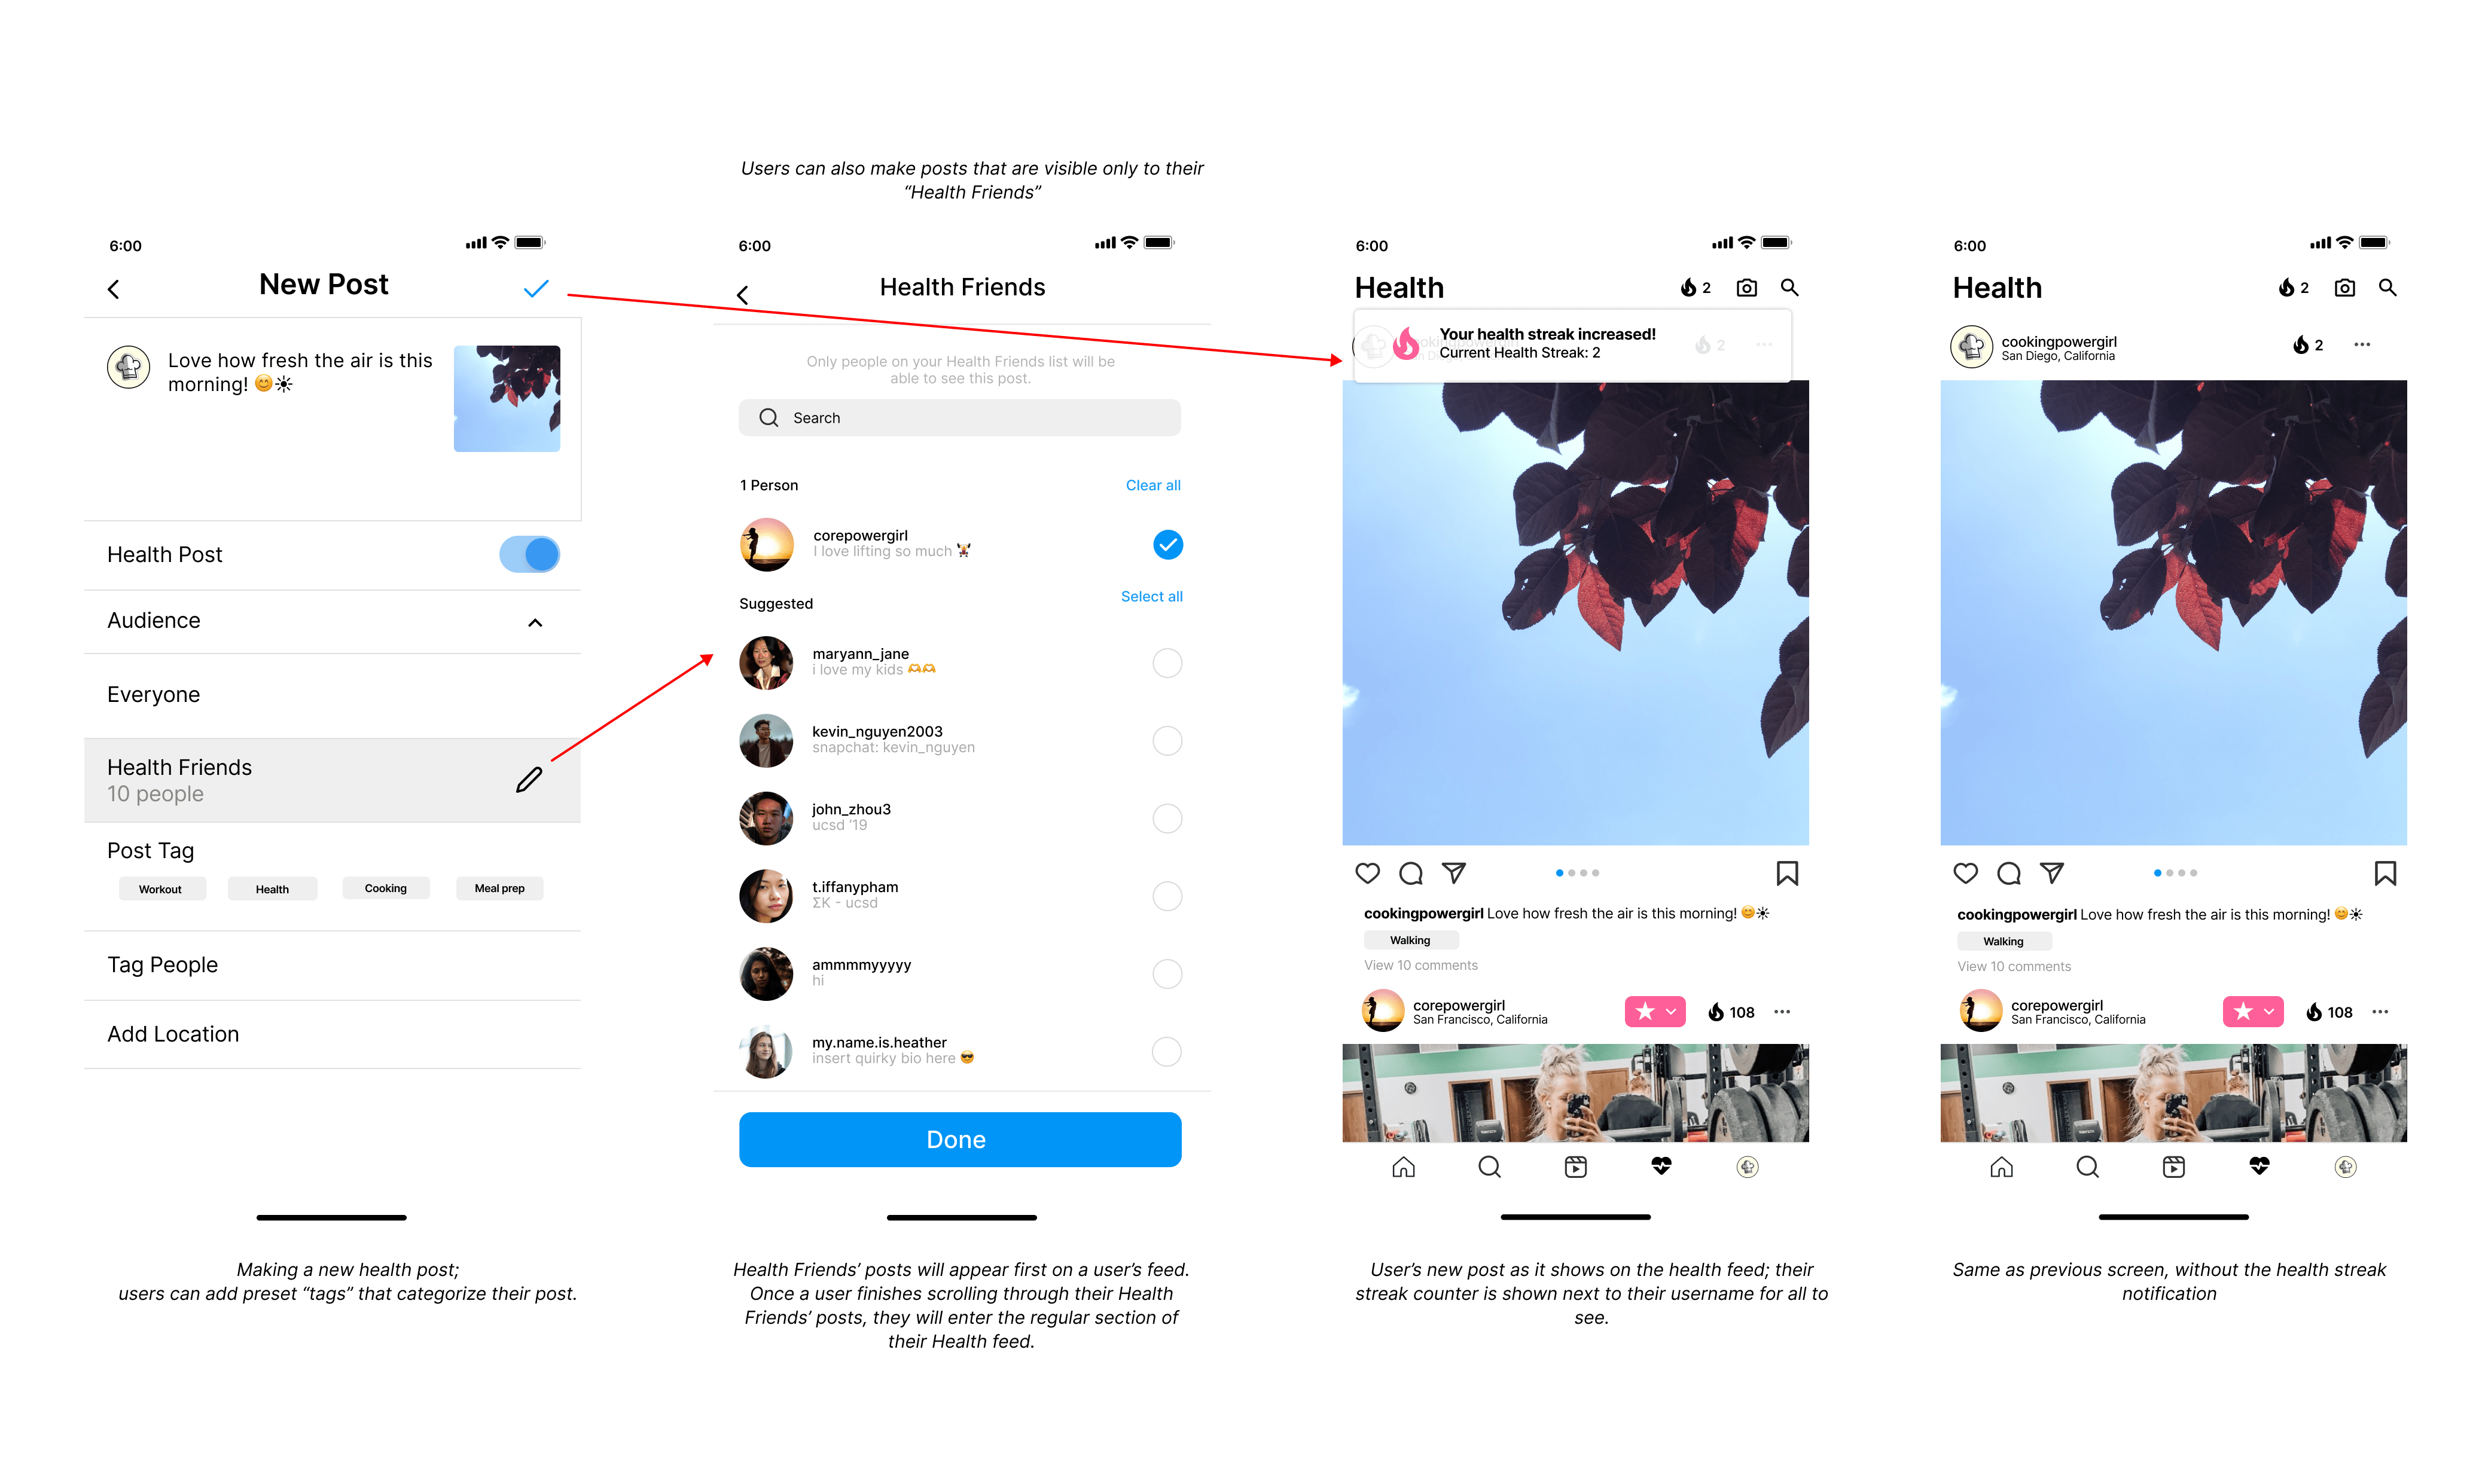 Users can also make posts that are visible only to their
“Health Friends”
6:00
New Post
Love how fresh the air is this
morning! 😊☀
Health Post
Audience
Everyone
Health Friends
10 people
Post Tag
Workout
Health
Cooking
Meal prep
Tag People
Add Location
Making a new health post;
users can add preset “tags” that categorize their post.
6:00
Health Friends
Only people on your Health Friends list will be
able to see this post.
Search
1 Person
Clear all
corepowergirl
I love lifting so much 🏋
Suggested
Select all
maryann_jane
i love my kids 🫶🫶
kevin_nguyen2003
snapchat: kevin_nguyen
john_zhou3
ucsd ‘19
t.iffanypham
ΣK - ucsd
ammmmyyyyy
hi
my.name.is.heather
insert quirky bio here 😎
Done
Health Friends’ posts will appear first on a user’s feed.
Once a user finishes scrolling through their Health
Friends’ posts, they will enter the regular section of
their Health feed.
6:00
Health
2
Your health streak increased!
Current Health Streak: 2
cookingpowergirl
2
cookingpowergirl Love how fresh the air is this morning! 😊☀
Walking
View 10 comments
corepowergirl
San Francisco, California
108
User’s new post as it shows on the health feed; their
streak counter is shown next to their username for all to
see.
6:00
Health
2
cookingpowergirl
San Diego, California
2
cookingpowergirl Love how fresh the air is this morning! 😊☀
Walking
View 10 comments
corepowergirl
San Francisco, California
108
Same as previous screen, without the health streak
notification